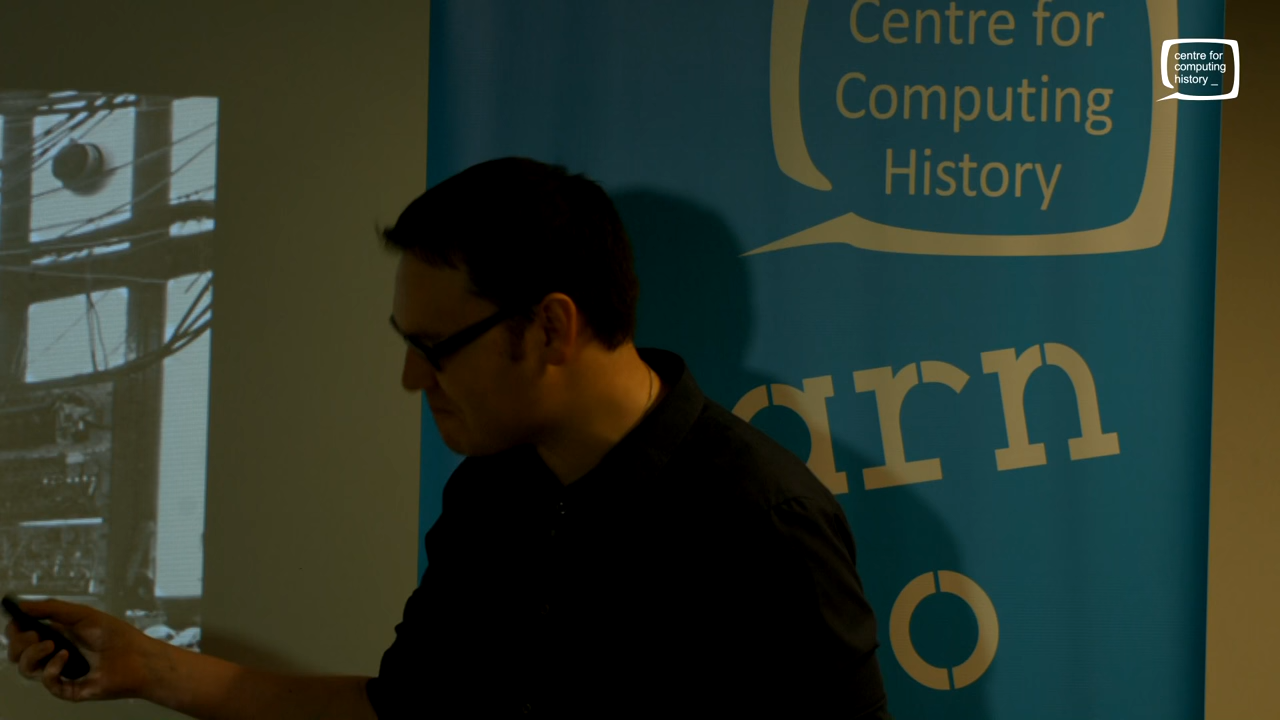 Centre for
Computing
History
centre for
computing
history _
arn
o